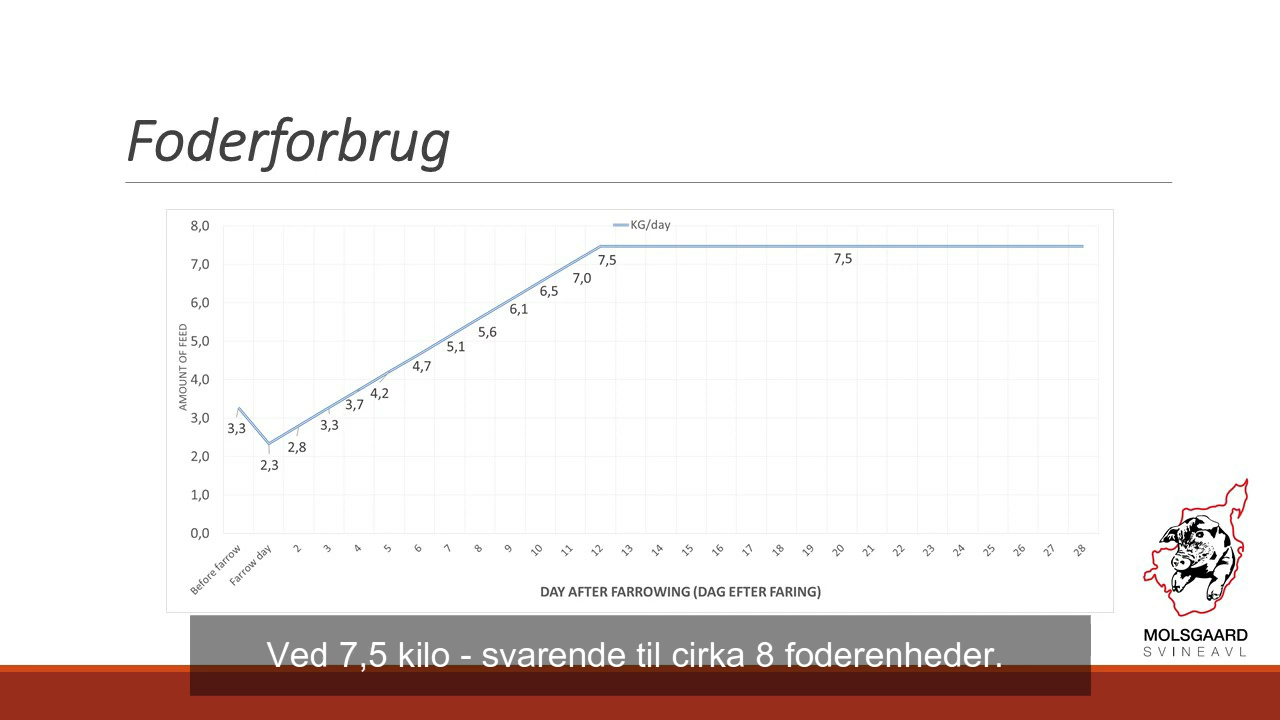 Foderforbrug
KG/day
8,0
7,0
6,0
5,0
4,0
3,0
2,0
1,0
0,0
AMOUNT OF FEED
3,3
2,3
2,8
3,3
3,7
4,2
4,7
5,1
5,6
6,1
6,5
7,0
7,5
7,5
Before farrow Farrow day 2 3 4 5 6 7 8 9 10 11 12 13 14 15 16 17 18 19 20 21 22 23 24 25 26 27 28
DAY AFTER FARROWING (DAG EFTER FARING)
MOLSGAARD
SVINEAVL
Ved 7,5 kilo - svarende til cirka 8 foderenheder.